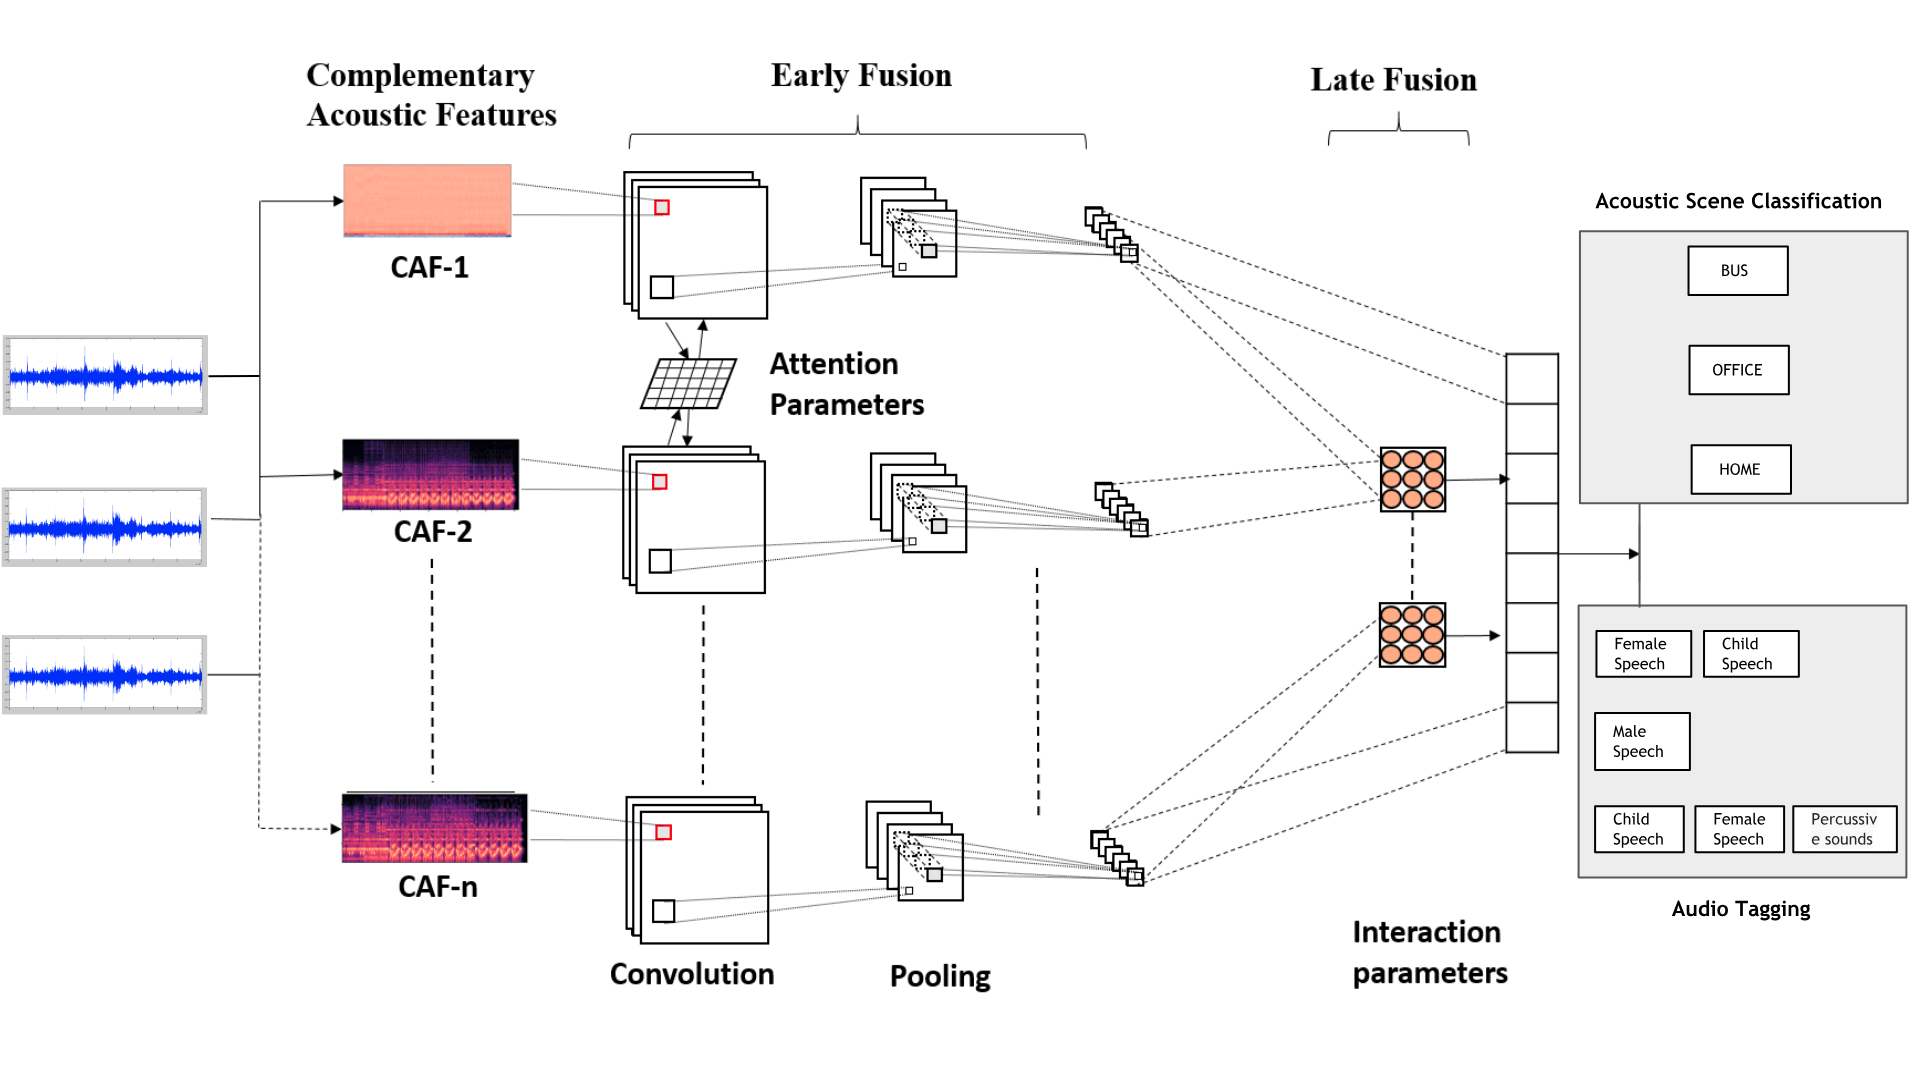 Complementary
Acoustic Features
Early Fusion
Late Fusion
CAF-1
Attention
Parameters
CAF-2
CAF-n
Convolution
Pooling
Interaction
parameters
Acoustic Scene Classification
BUS
OFFICE
HOME
Female
Speech
Child
Speech
Male
Speech
Child
Speech
Female
Speech
Percussiv
e sounds
Audio Tagging